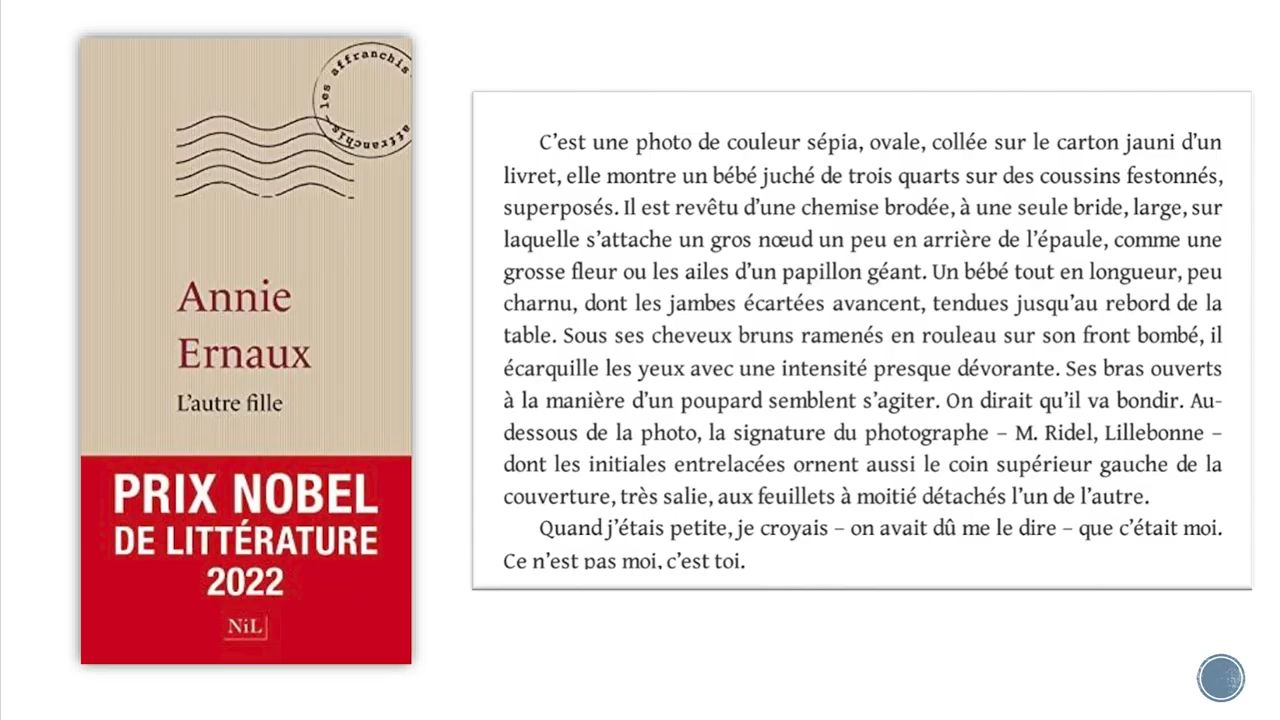 les affranchis
affranchis
Annie
Ernaux
L'autre fille
PRIX NOBEL
DE LITTÉRATURE
2022
NiL
C'est une photo de couleur sépia, ovale, collée sur le carton jauni d'un
livret, elle montre un bébé juché de trois quarts sur des coussins festonnés,
superposés. Il est revêtu d'une chemise brodée, à une seule bride, large, sur
laquelle s'attache un gros nœud un peu en arrière de l'épaule, comme une
grosse fleur ou les ailes d'un papillon géant. Un bébé tout en longueur, peu
charnu, dont les jambes écartées avancent, tendues jusqu'au rebord de la
table. Sous ses cheveux bruns ramenés en rouleau sur son front bombé, il
écarquille les yeux avec une intensité presque dévorante. Ses bras ouverts
à la manière d'un poupard semblent s'agiter. On dirait qu'il va bondir. Au-
dessous de la photo, la signature du photographe – M. Ridel, Lillebonne –
dont les initiales entrelacées ornent aussi le coin supérieur gauche de la
couverture, très salie, aux feuillets à moitié détachés l'un de l'autre.
Quand j'étais petite, je croyais – on avait dû me le dire – que c'était moi.
Ce n'est pas moi, c'est toi.